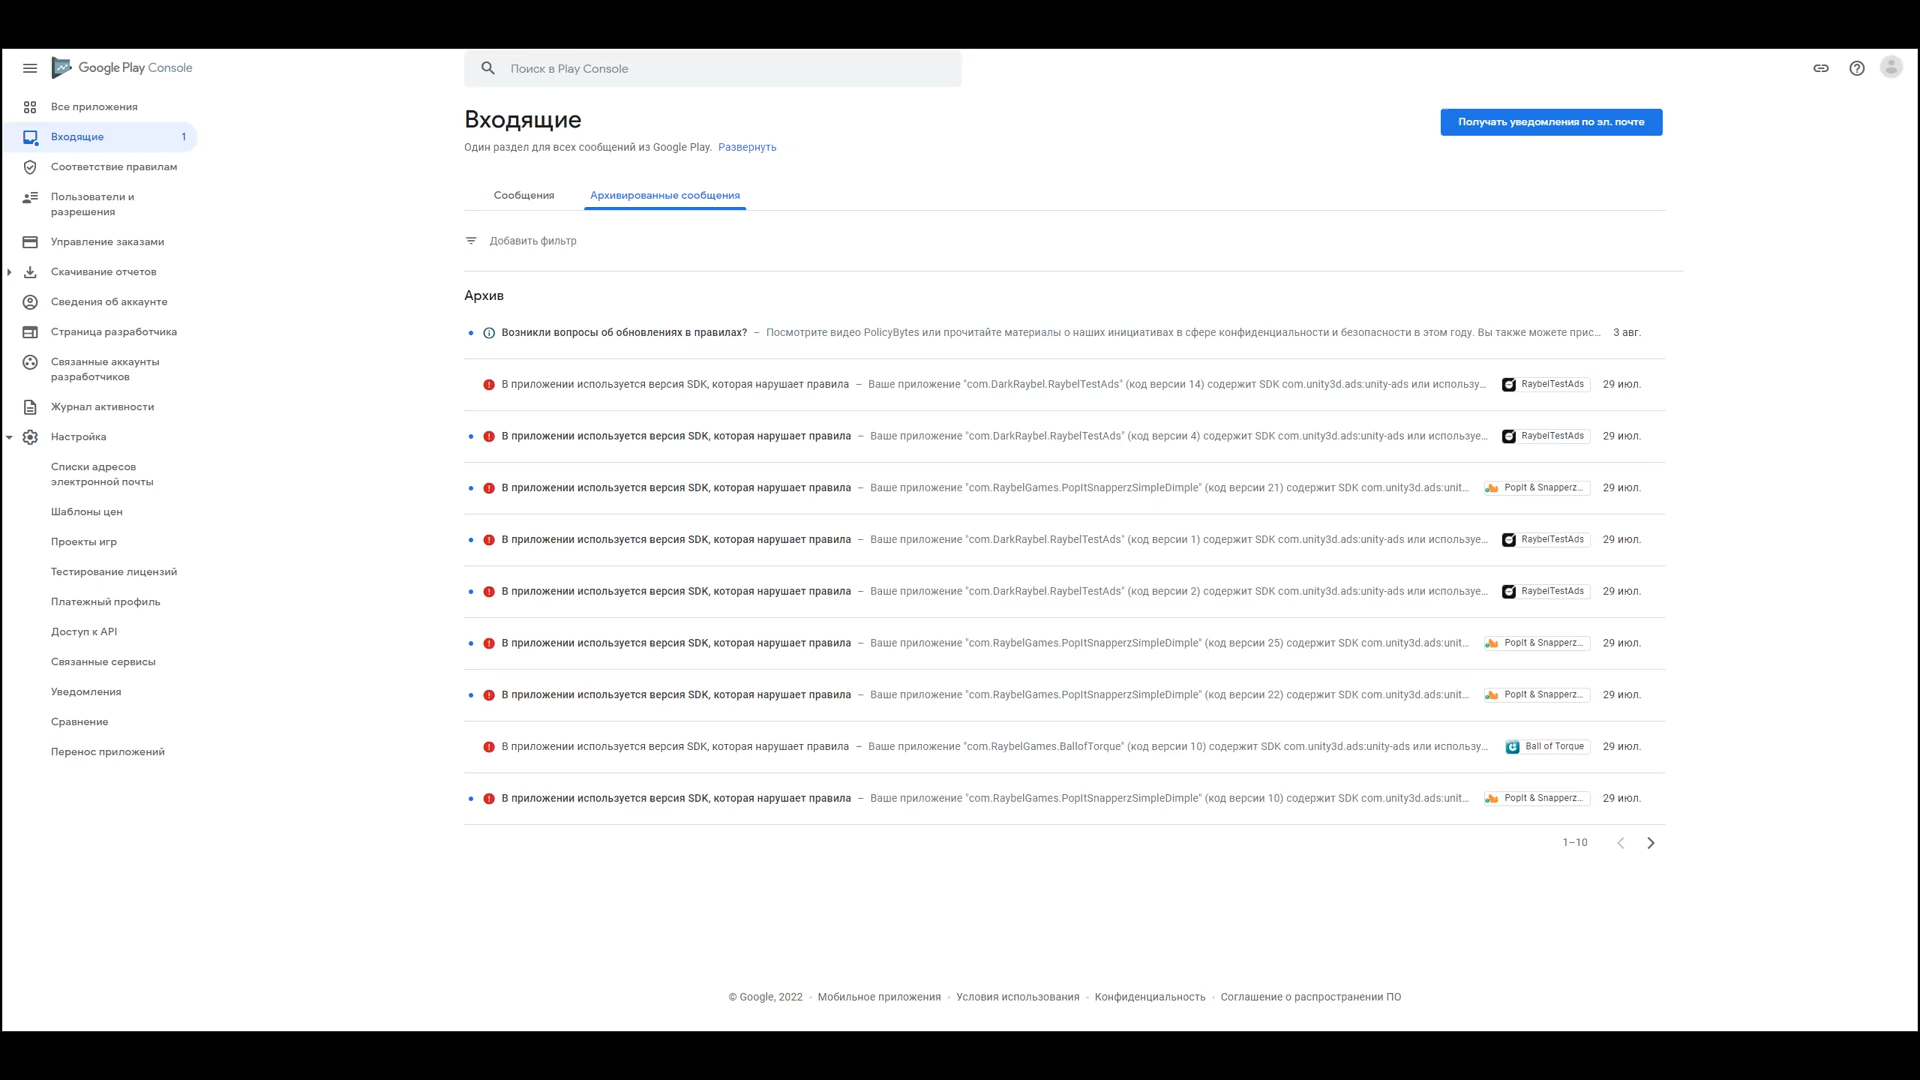 Google Play Console
Поиск в Play Console
Все приложения
Входящие 1
Соответствие правилам
Пользователи и
разрешения
Управление заказами
Скачивание отчетов
Сведения об аккаунте
Страница разработчика
Связанные аккаунты
разработчиков
Журнал активности
Настройка
Списки адресов
электронной почты
Шаблоны цен
Проекты игр
Тестирование лицензий
Платежный профиль
Доступ к API
Связанные сервисы
Уведомления
Сравнение
Перенос приложений
Входящие
Получать уведомления по эл. почте
Один раздел для всех сообщений из Google Play. Развернуть
Сообщения Архивированные сообщения
Добавить фильтр
Архив
Возникли вопросы об обновлениях в правилах? – Посмотрите видео PolicyBytes или прочитайте материалы о наших инициативах в сфере конфиденциальности и безопасности в этом году. Вы также можете прис... 3 авг.
В приложении используется версия SDK, которая нарушает правила – Ваше приложение "com.DarkRaybel.RaybelTestAds" (код версии 14) содержит SDK com.unity3d.ads:unity-ads или использу... RaybelTestAds 29 июл.
В приложении используется версия SDK, которая нарушает правила – Ваше приложение "com.DarkRaybel.RaybelTestAds" (код версии 4) содержит SDK com.unity3d.ads:unity-ads или используе... RaybelTestAds 29 июл.
В приложении используется версия SDK, которая нарушает правила – Ваше приложение "com.RaybelGames.PopItSnapperzSimpleDimple" (код версии 21) содержит SDK com.unity3d.ads:unit... PopIt & Snapperz... 29 июл.
В приложении используется версия SDK, которая нарушает правила – Ваше приложение "com.DarkRaybel.RaybelTestAds" (код версии 1) содержит SDK com.unity3d.ads:unity-ads или используе... RaybelTestAds 29 июл.
В приложении используется версия SDK, которая нарушает правила – Ваше приложение "com.DarkRaybel.RaybelTestAds" (код версии 2) содержит SDK com.unity3d.ads:unity-ads или используе... RaybelTestAds 29 июл.
В приложении используется версия SDK, которая нарушает правила – Ваше приложение "com.RaybelGames.PopItSnapperzSimpleDimple" (код версии 25) содержит SDK com.unity3d.ads:unit... PopIt & Snapperz... 29 июл.
В приложении используется версия SDK, которая нарушает правила – Ваше приложение "com.RaybelGames.PopItSnapperzSimpleDimple" (код версии 22) содержит SDK com.unity3d.ads:unit... PopIt & Snapperz... 29 июл.
В приложении используется версия SDK, которая нарушает правила – Ваше приложение "com.RaybelGames.BallofTorque" (код версии 10) содержит SDK com.unity3d.ads:unity-ads или использу... Ball of Torque 29 июл.
В приложении используется версия SDK, которая нарушает правила – Ваше приложение "com.RaybelGames.PopItSnapperzSimpleDimple" (код версии 10) содержит SDK com.unity3d.ads:unit... PopIt & Snapperz... 29 июл.
1–10
© Google, 2022 · Мобильное приложения · Условия использования · Конфиденциальность · Соглашение о распространении ПО